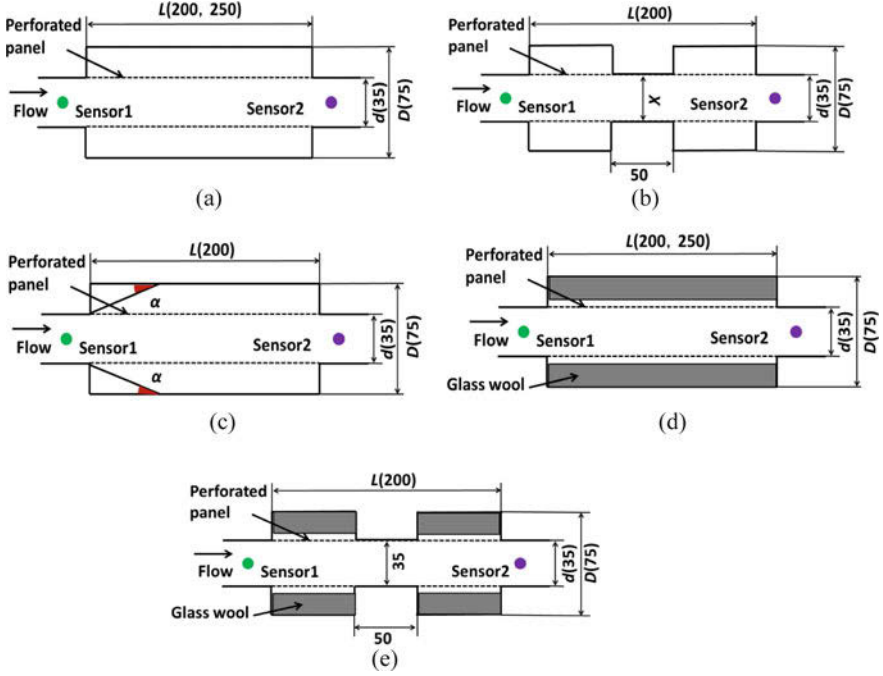 L(200, 250)
Perforated
panel
Flow
Sensor1
Sensor2
d(35)
D(75)
(a)
L(200)
Perforated
panel
Flow
Sensor1
X
Sensor2
d(35)
D(75)
50
(b)
L(200)
Perforated
panel
α
Flow
Sensor1
Sensor2
α
d(35)
D(75)
(c)
L(200, 250)
Perforated
panel
Flow
Sensor1
Sensor2
Glass wool
d(35)
D(75)
(d)
L(200)
Perforated
panel
Flow
Sensor1
35
Sensor2
Glass wool
d(35)
D(75)
50
(e)